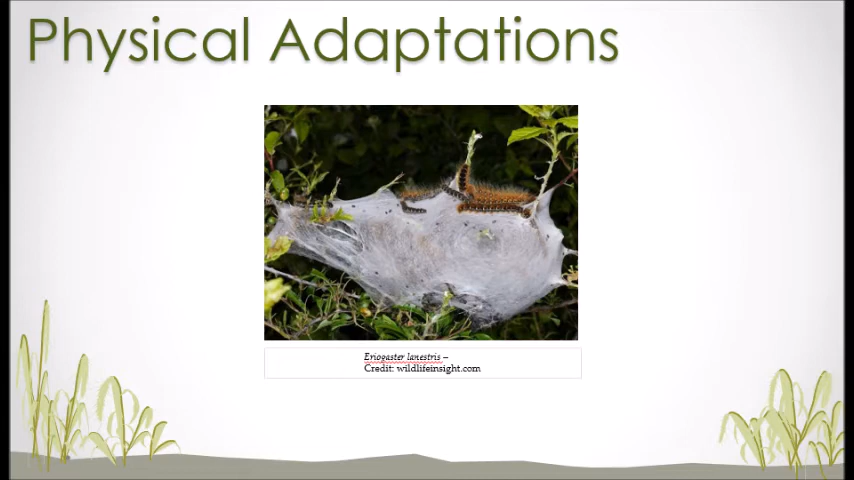 Physical Adaptations
Eriogaster lanestris –
Credit: wildlifeinsight.com